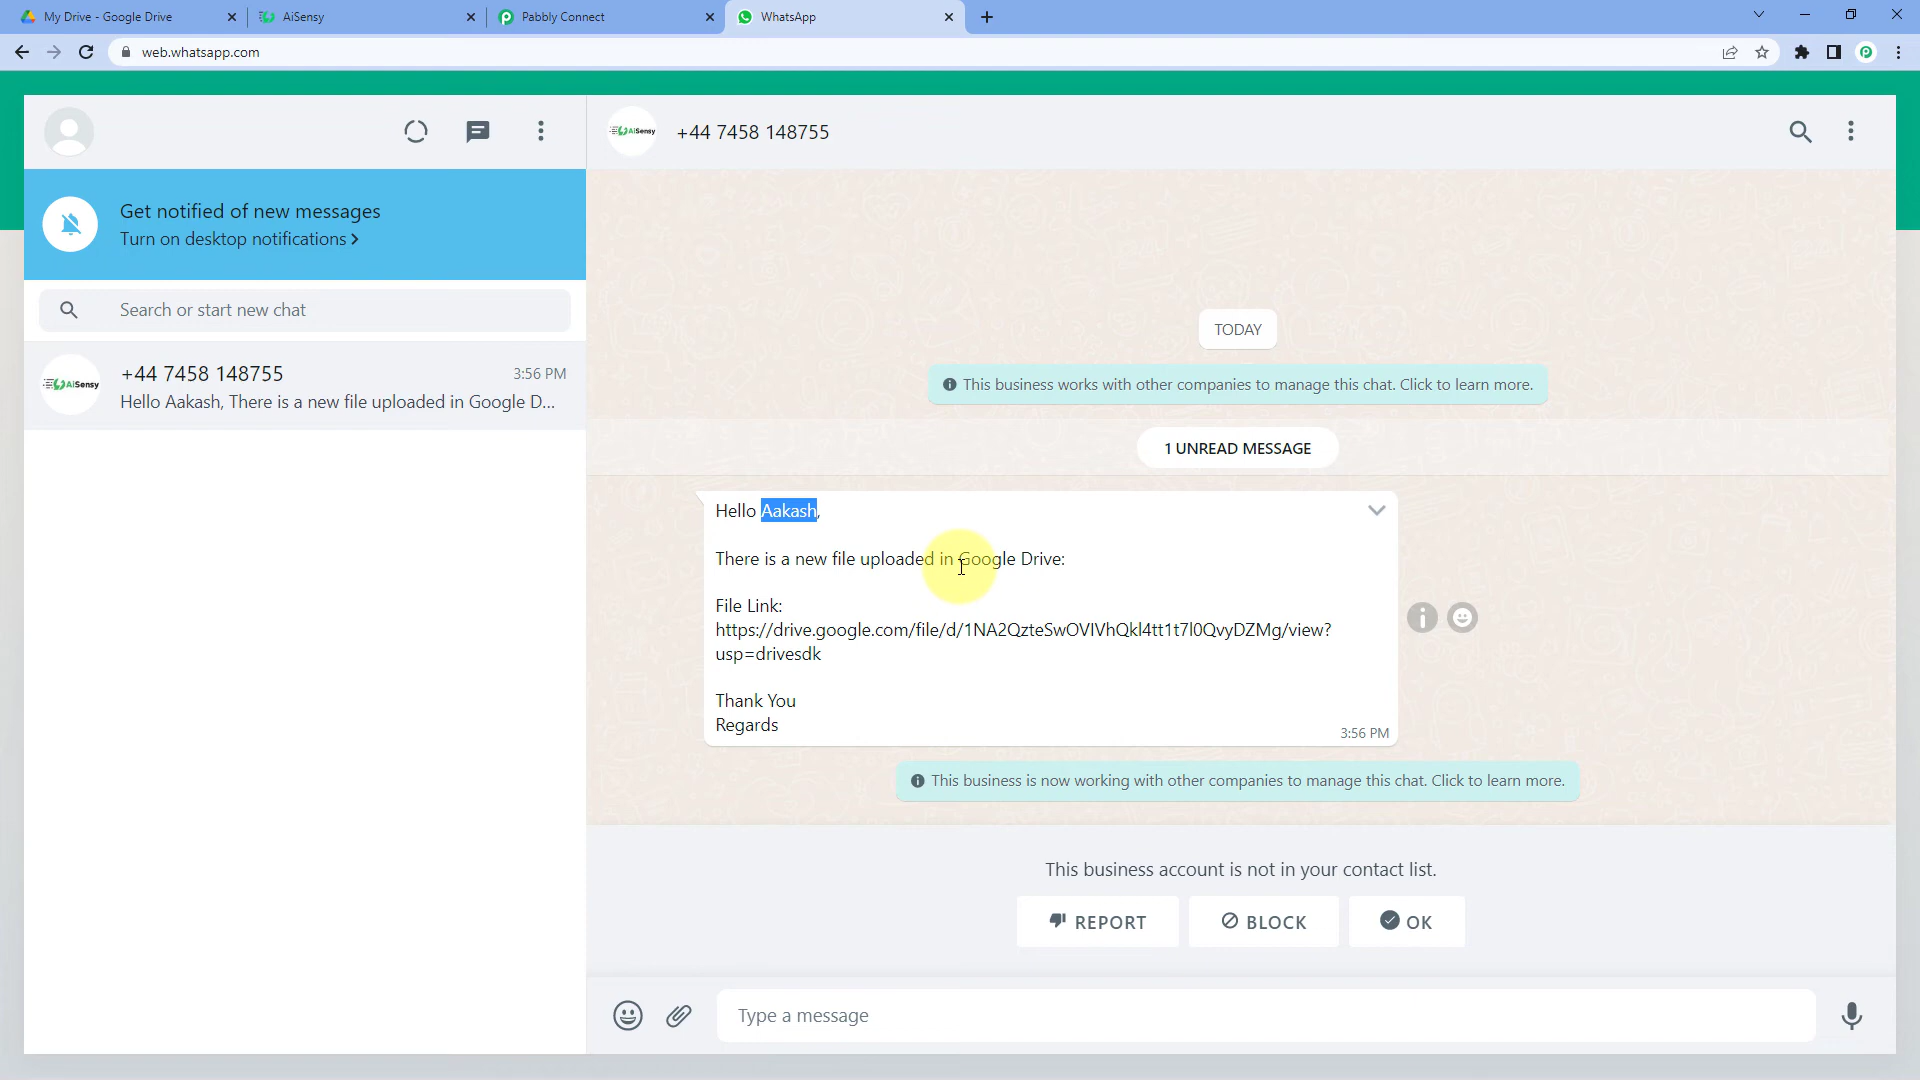 My Drive - Google Drive
AiSensy
Pabbly Connect
WhatsApp
web.whatsapp.com
AiSensy
+44 7458 148755
Get notified of new messages
Turn on desktop notifications
Search or start new chat
AiSensy
+44 7458 148755
3:56 PM
Hello Aakash, There is a new file uploaded in Google D...
TODAY
This business works with other companies to manage this chat. Click to learn more.
1 UNREAD MESSAGE
Hello Aakash,
There is a new file uploaded in Google Drive:
File Link:
https://drive.google.com/file/d/1NA2QzteSwOVIVhQkl4tt1t7l0QvyDZMg/view?
usp=drivesdk
Thank You
Regards
3:56 PM
This business is now working with other companies to manage this chat. Click to learn more.
This business account is not in your contact list.
REPORT
BLOCK
OK
Type a message